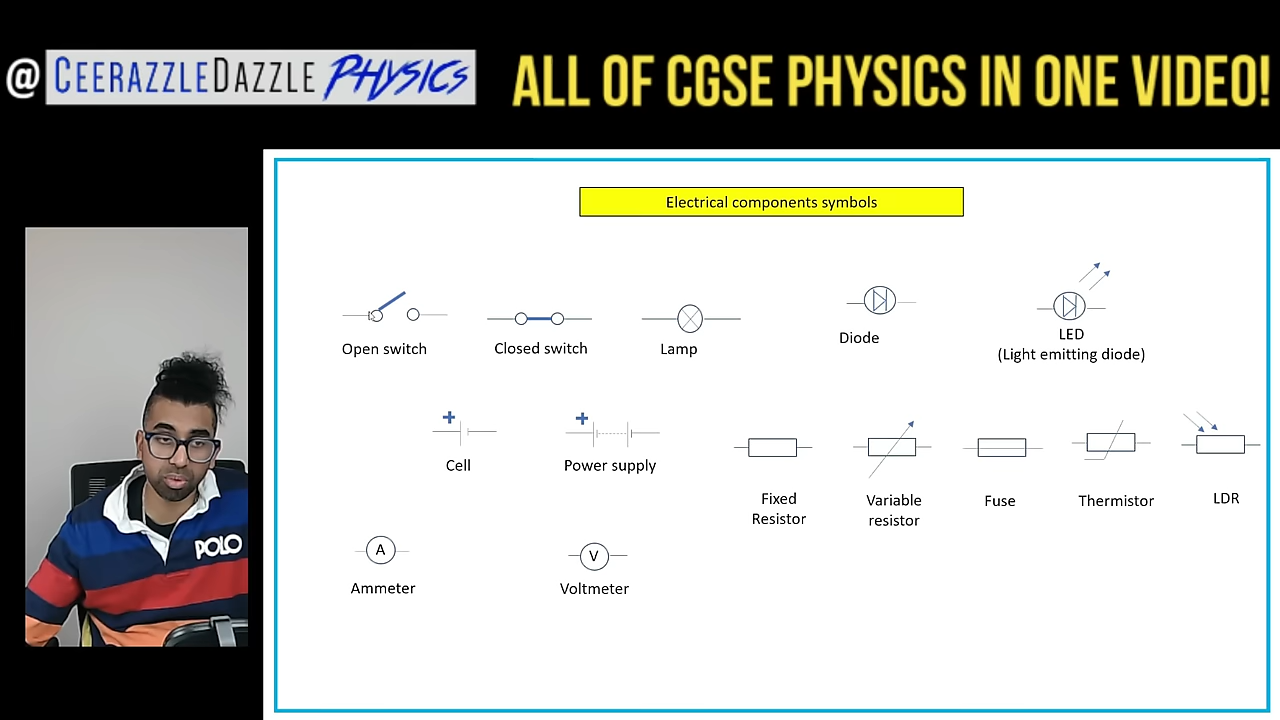 @ CEERAZZLEDAZZLE PHYSICS
ALL OF CGSE PHYSICS IN ONE VIDEO!
Electrical components symbols
Open switch
Closed switch
Lamp
Diode
LED
(Light emitting diode)
+
Cell
+
Power supply
Fixed
Resistor
Variable
resistor
Fuse
Thermistor
LDR
A
Ammeter
V
Voltmeter
POLO